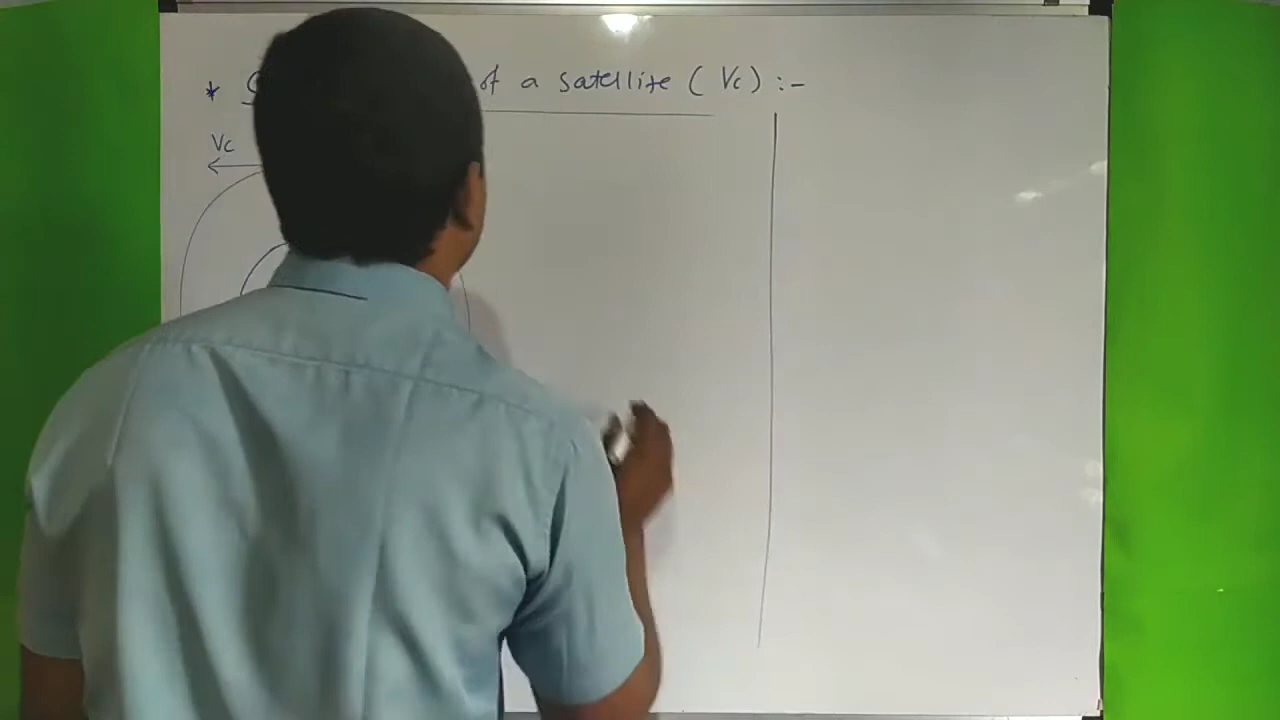 * of a satellite ( Vc ) :-
Vc